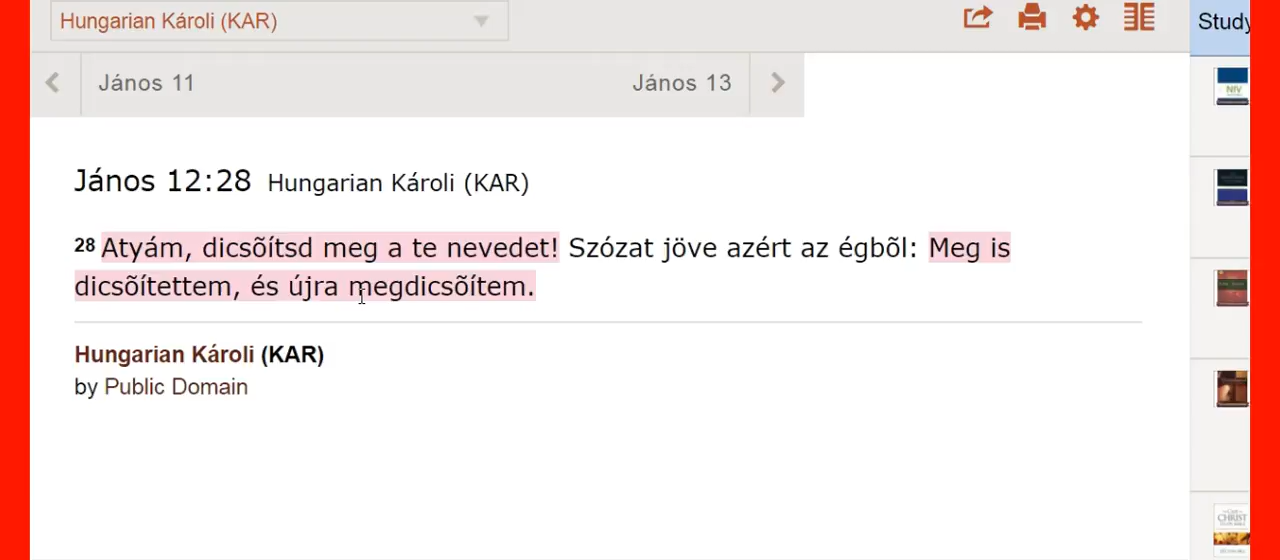 Hungarian Károli (KAR)
Study
János 11
János 13
NIV
János 12:28 Hungarian Károli (KAR)
28 Atyám, dicsõítsd meg a te nevedet! Szózat jöve azért az égbõl: Meg is
dicsõítettem, és újra megdicsõítem.
Hungarian Károli (KAR)
by Public Domain
CHRIST